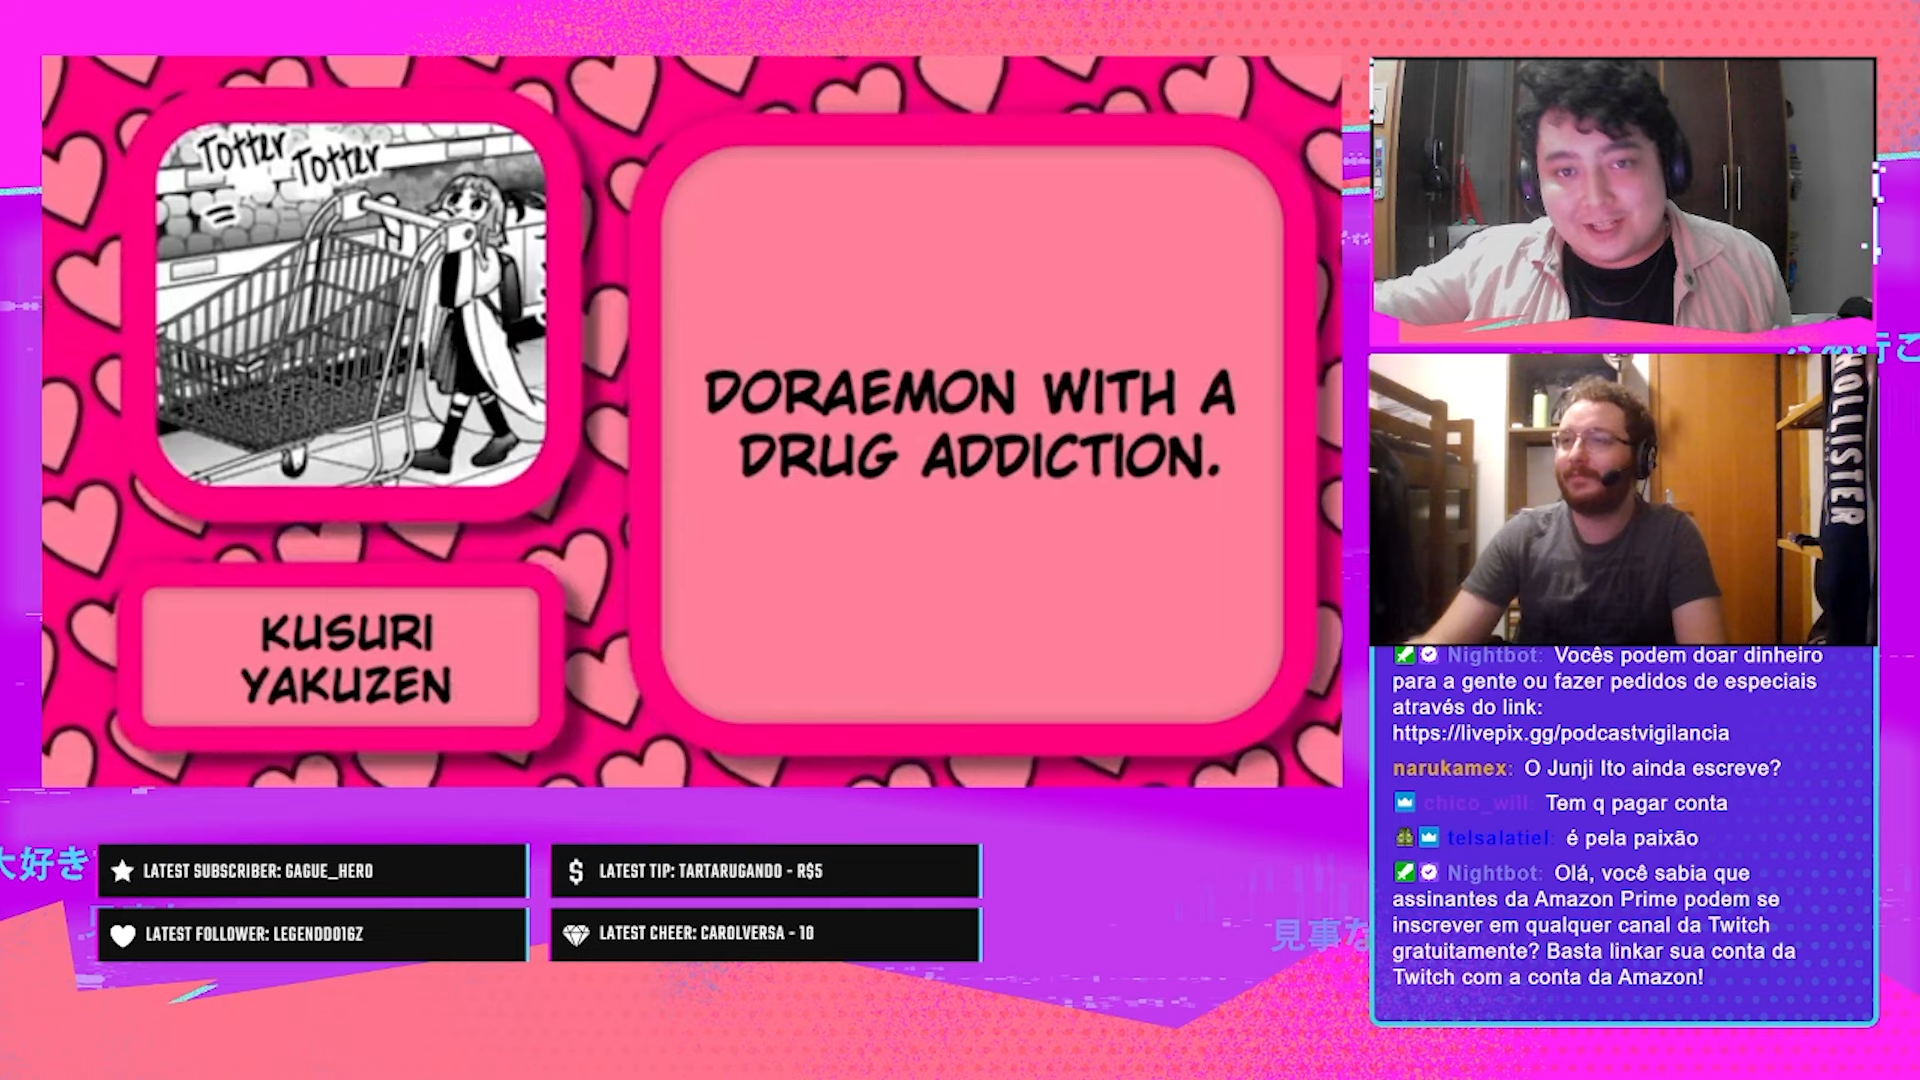 Totter
Totter
KUSURI
YAKUZEN
DORAEMON WITH A
DRUG ADDICTION.
HOLLISTER
Nightbot: Vocês podem doar dinheiro
para a gente ou fazer pedidos de especiais
através do link:
https://livepix.gg/podcastvigilancia
narukamex: O Junji Ito ainda escreve?
chico_will: Tem q pagar conta
telsalatiel: é pela paixão
Nightbot: Olá, você sabia que
assinantes da Amazon Prime podem se
inscrever em qualquer canal da Twitch
gratuitamente? Basta linkar sua conta da
Twitch com a conta da Amazon!
大好き
LATEST SUBSCRIBER: GAGUE_HERO
LATEST TIP: TARTARUGANDO - R$5
LATEST FOLLOWER: LEGENDD016Z
LATEST CHEER: CAROLVERSA - 10
見事な